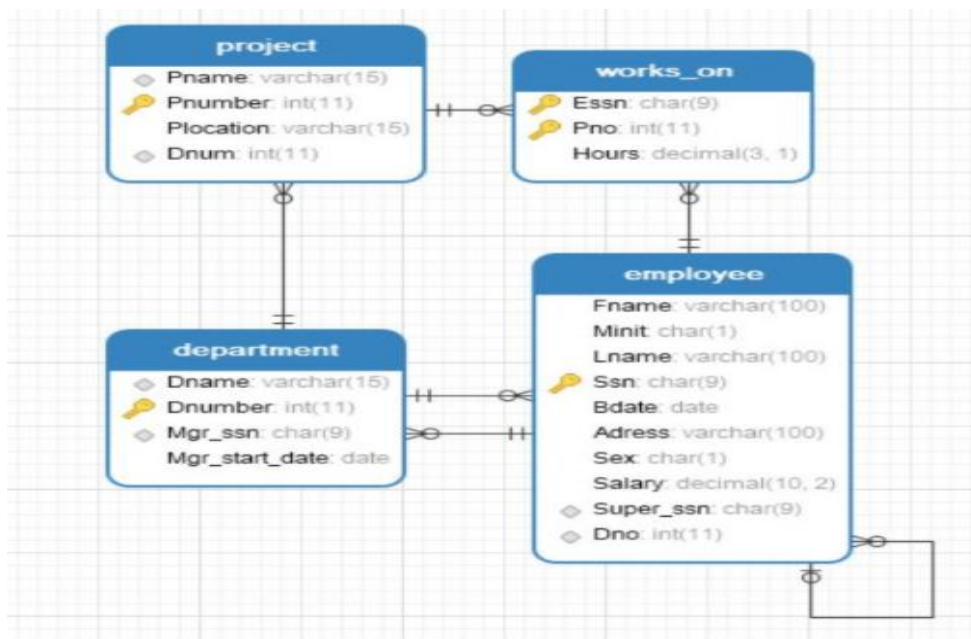 project
Pname: varchar(15)
Pnumber: int(11)
Plocation: varchar(15)
Dnum: int(11)
works_on
Essn: char(9)
Pno: int(11)
Hours: decimal(3, 1)
employee
Fname: varchar(100)
Minit: char(1)
Lname: varchar(100)
Ssn: char(9)
Bdate: date
Adress: varchar(100)
Sex: char(1)
Salary: decimal(10, 2)
Super_ssn: char(9)
Dno: int(11)
department
Dname: varchar(15)
Dnumber: int(11)
Mgr_ssn: char(9)
Mgr_start_date: date